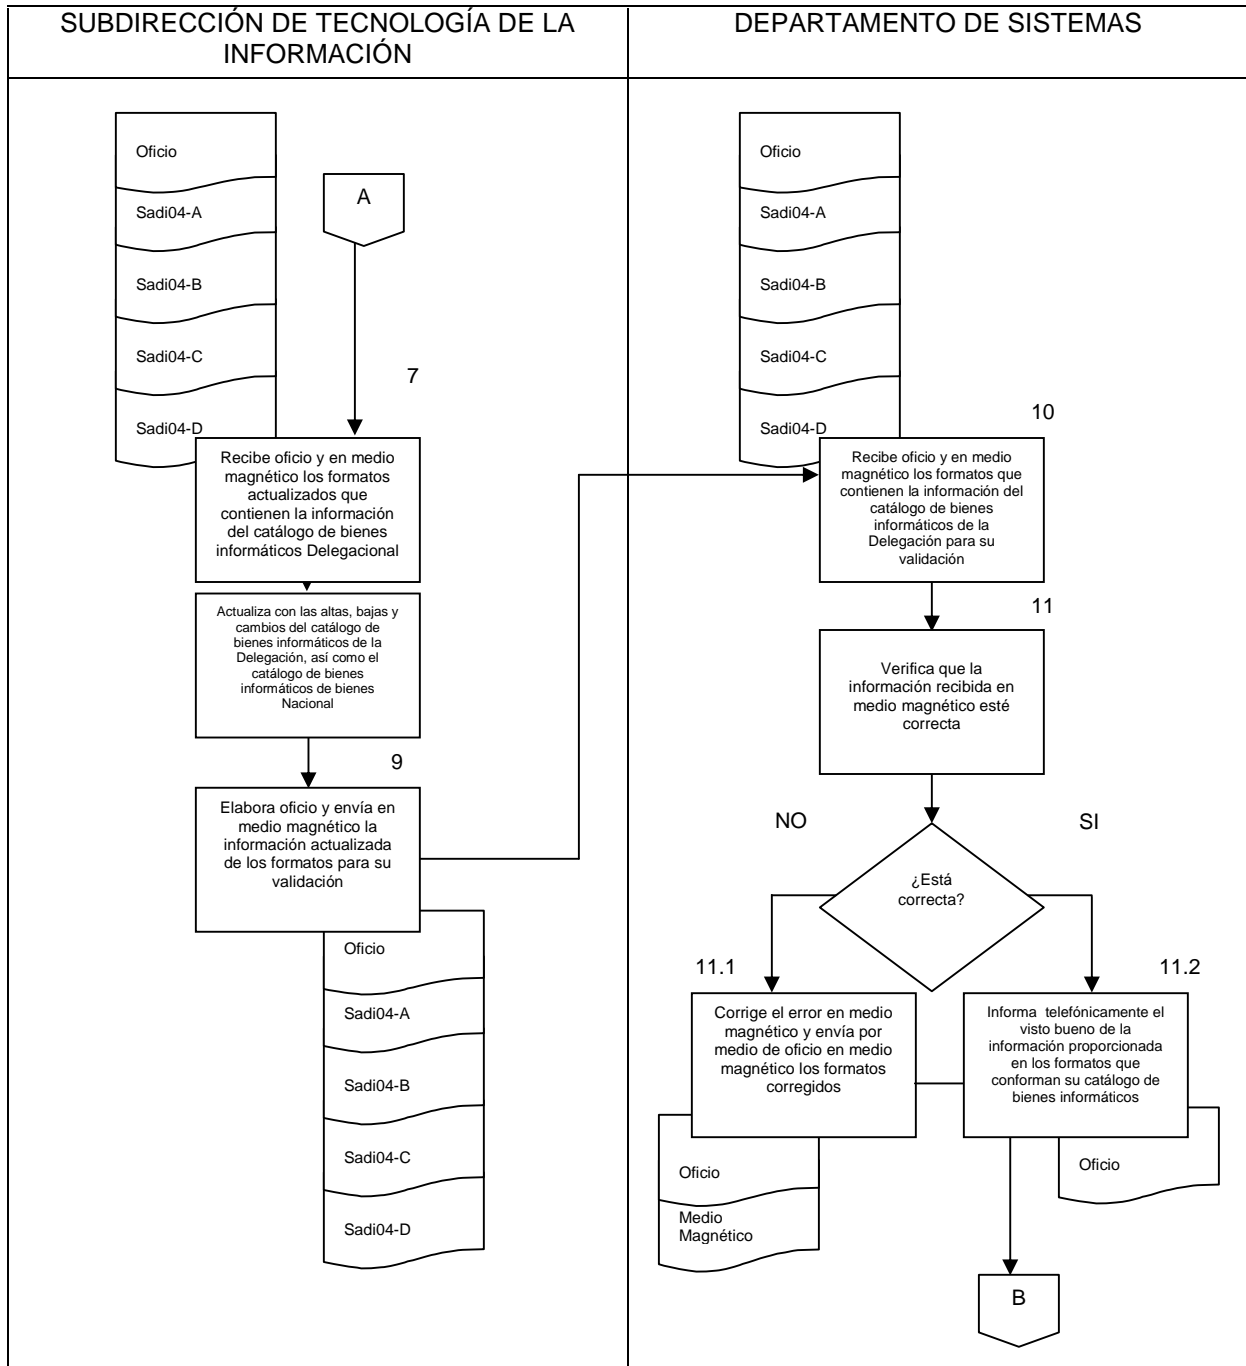 SUBDIRECCIÓN DE TECNOLOGÍA DE LA
INFORMACIÓN
Oficio
A
Sadi04-A
Sadi04-B
Sadi04-C
7
Sadi04-D
Recibe oficio y en medio
magnético los formatos
actualizados que
contienen la información
del catálogo de bienes
informáticos Delegacional
Actualiza con las altas, bajas y
cambios del catálogo de
bienes informáticos de la
Delegación, así como el
catálogo de bienes
informáticos de bienes
Nacional
9
Elabora oficio y envía en
medio magnético la
información actualizada
de los formatos para su
validación
Oficio
Sadi04-A
Sadi04-B
Sadi04-C
Sadi04-D
DEPARTAMENTO DE SISTEMAS
Oficio
Sadi04-A
Sadi04-B
Sadi04-C
Sadi04-D
10
Recibe oficio y en medio
magnético los formatos que
contienen la información del
catálogo de bienes
informáticos de la
Delegación para su
validación
11
Verifica que la
información recibida en
medio magnético esté
correcta
NO
SI
¿Está
correcta?
11.1
Corrige el error en medio
magnético y envía por
medio de oficio en medio
magnético los formatos
corregidos
Oficio
Medio
Magnético
11.2
Informa telefónicamente el
visto bueno de la
información proporcionada
en los formatos que
conforman su catálogo de
bienes informáticos
Oficio
B